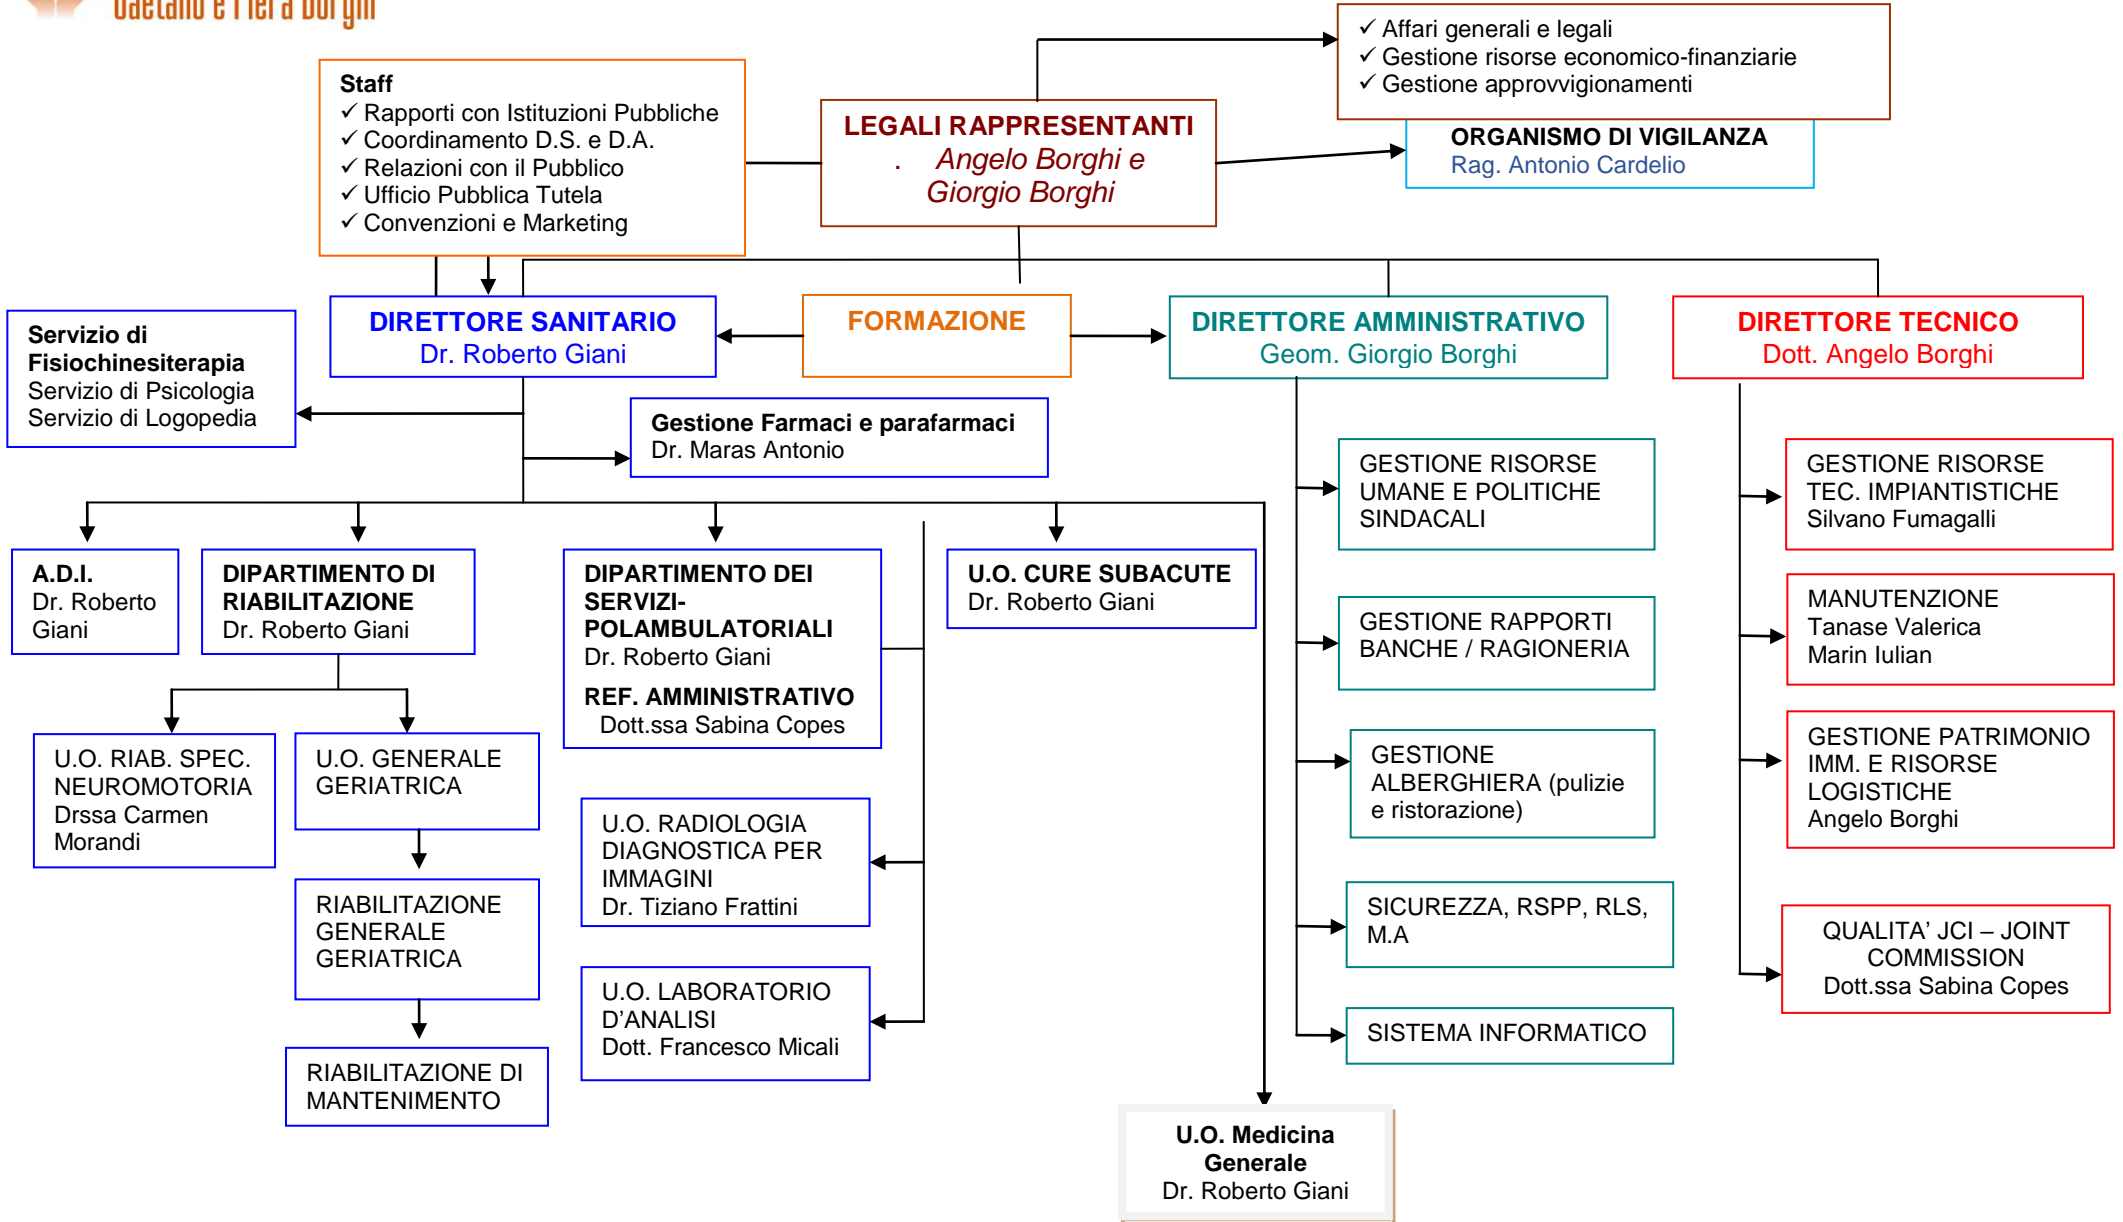 Gaetano e Piera Borghi
✓ Affari generali e legali
✓ Gestione risorse economico-finanziarie
✓ Gestione approvvigionamenti
Staff
✓ Rapporti con Istituzioni Pubbliche
✓ Coordinamento D.S. e D.A.
✓ Relazioni con il Pubblico
✓ Ufficio Pubblica Tutela
✓ Convenzioni e Marketing
LEGALI RAPPRESENTANTI
. Angelo Borghi e
Giorgio Borghi
ORGANISMO DI VIGILANZA
Rag. Antonio Cardelio
Servizio di
Fisiochinesiterapia
Servizio di Psicologia
Servizio di Logopedia
DIRETTORE SANITARIO
Dr. Roberto Giani
FORMAZIONE
DIRETTORE AMMINISTRATIVO
Geom. Giorgio Borghi
DIRETTORE TECNICO
Dott. Angelo Borghi
Gestione Farmaci e parafarmaci
Dr. Maras Antonio
A.D.I.
Dr. Roberto
Giani
DIPARTIMENTO DI
RIABILITAZIONE
Dr. Roberto Giani
DIPARTIMENTO DEI
SERVIZI-
POLAMBULATORIALI
Dr. Roberto Giani
REF. AMMINISTRATIVO
Dott.ssa Sabina Copes
U.O. CURE SUBACUTE
Dr. Roberto Giani
U.O. RIAB. SPEC.
NEUROMOTORIA
Drssa Carmen
Morandi
U.O. GENERALE
GERIATRICA
RIABILITAZIONE
GENERALE
GERIATRICA
RIABILITAZIONE DI
MANTENIMENTO
U.O. RADIOLOGIA
DIAGNOSTICA PER
IMMAGINI
Dr. Tiziano Frattini
U.O. LABORATORIO
D'ANALISI
Dott. Francesco Micali
U.O. Medicina
Generale
Dr. Roberto Giani
GESTIONE RISORSE
UMANE E POLITICHE
SINDACALI
GESTIONE RAPPORTI
BANCHE / RAGIONERIA
GESTIONE
ALBERGHIERA (pulizie
e ristorazione)
SICUREZZA, RSPP, RLS,
M.A
SISTEMA INFORMATICO
GESTIONE RISORSE
TEC. IMPIANTISTICHE
Silvano Fumagalli
MANUTENZIONE
Tanase Valerica
Marin Iulian
GESTIONE PATRIMONIO
IMM. E RISORSE
LOGISTICHE
Angelo Borghi
QUALITA' JCI – JOINT
COMMISSION
Dott.ssa Sabina Copes